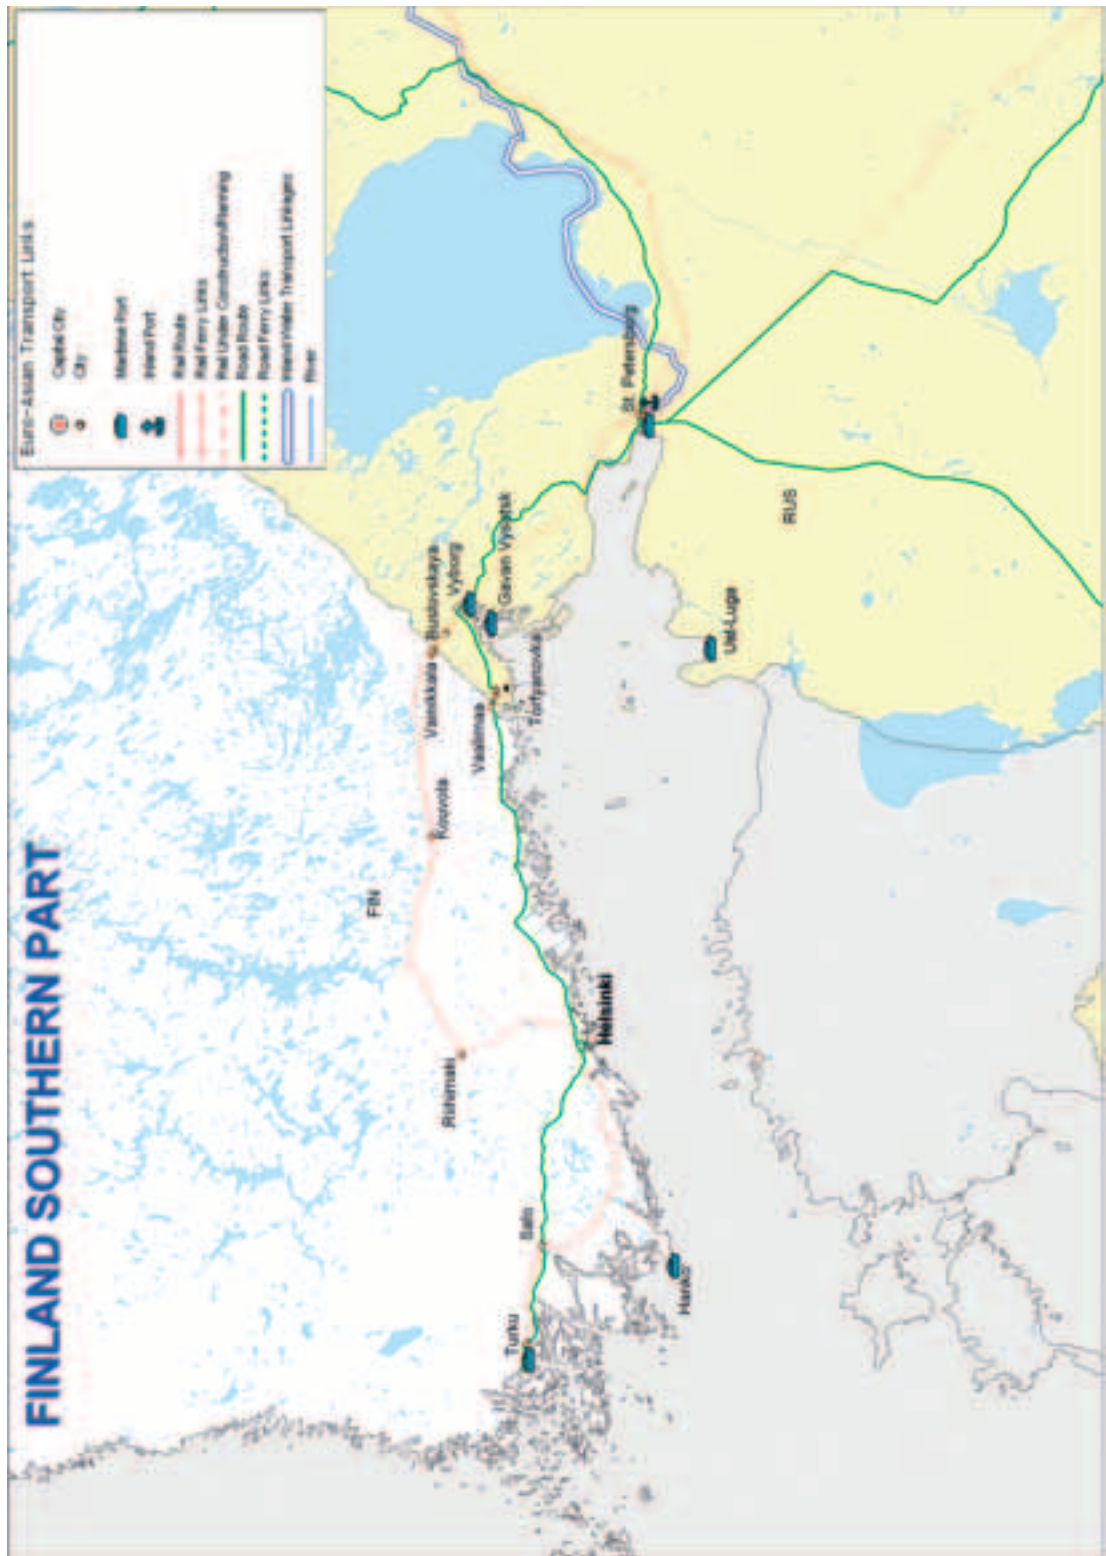 FINLAND SOUTHERN PART
Euro-Asian Transport Links
Capital City
City
Maritime Port
Inland Port
Rail Route
Rail Ferry Links
Rail Under Construction/Planning
Road Route
Road Ferry Links
Inland Water Transport Linkages
River
FIN
Kouvola
Vainikkala
Buslovskaya
Vyborg
Riihimaki
Vaalimaa
Gavan Vysotsk
Torfyanovka
Turku
Salo
Helsinki
Hanko
St. Petersburg
Ust-Luga
RUS